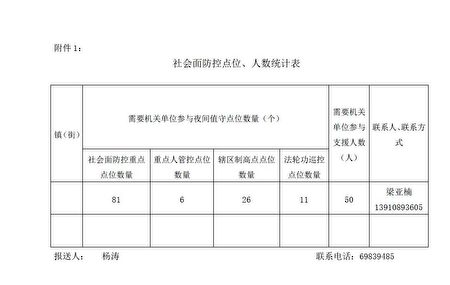 附件1：
社会面防控点位、人数统计表
镇（街）
需要机关单位参与夜间值守点位数量（个）
需要机关
单位参与
支援人数
（人）
联系人、联系方
式
社会面防控重点
点位数量
重点人管控点位
数量
辖区制高点点位
数量
法轮功巡控
点位数量
81
6
26
11
50
梁亚楠
13910893605
报送人： 杨涛
联系电话：69839485